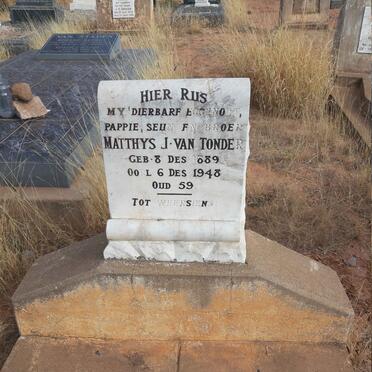 HIER RUS
MY DIERBARE EGGENOOT,
PAPPIE, SEUN EN BROER
MATTHYS J. VAN TONDER
GEB. 8 DES 1889
OO L 6 DES 1948
OUD 59
TOT WEERSIENS